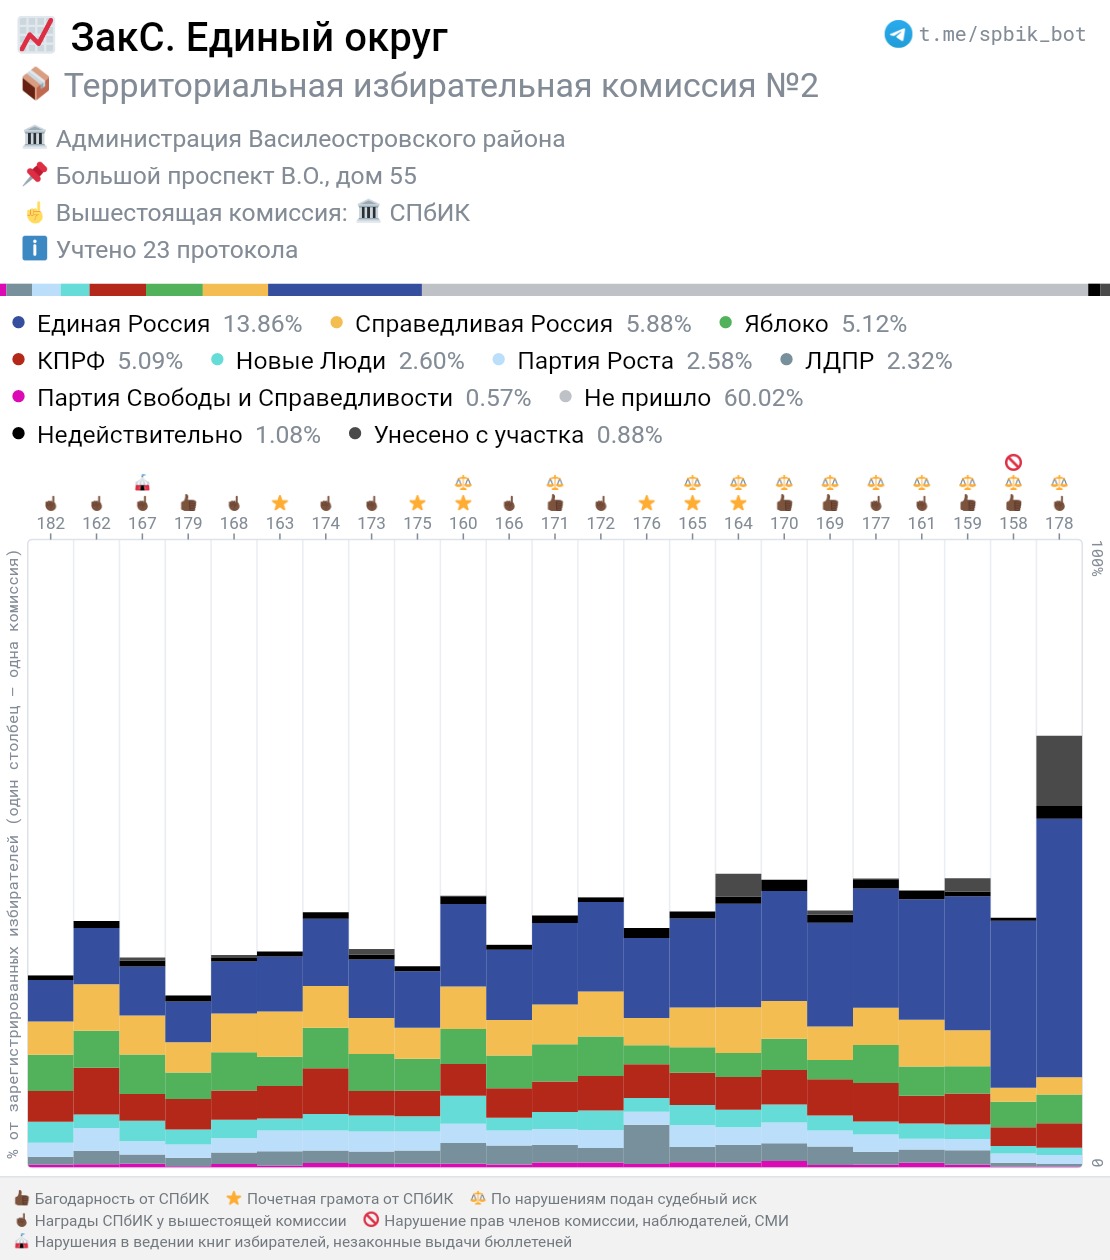 ЗакС. Единый округ
t.me/spbik_bot
Территориальная избирательная комиссия №2
Администрация Василеостровского района
Большой проспект В.О., дом 55
Вышестоящая комиссия: СПбИК
Учтено 23 протокола
Единая Россия 13.86% Справедливая Россия 5.88% Яблоко 5.12%
КПРФ 5.09% Новые Люди 2.60% Партия Роста 2.58% ЛДПР 2.32%
Партия Свободы и Справедливости 0.57% Не пришло 60.02%
Недействительно 1.08% Унесено с участка 0.88%
182 162 167 179 168 163 174 173 175 160 166 171 172 176 165 164 170 169 177 161 159 158 178
% от зарегистрированных избирателей (один столбец – одна комиссия)
100%
0
Багодарность от СПбИК Почетная грамота от СПбИК По нарушениям подан судебный иск
Награды СПбИК у вышестоящей комиссии Нарушение прав членов комиссии, наблюдателей, СМИ
Нарушения в ведении книг избирателей, незаконные выдачи бюллетеней